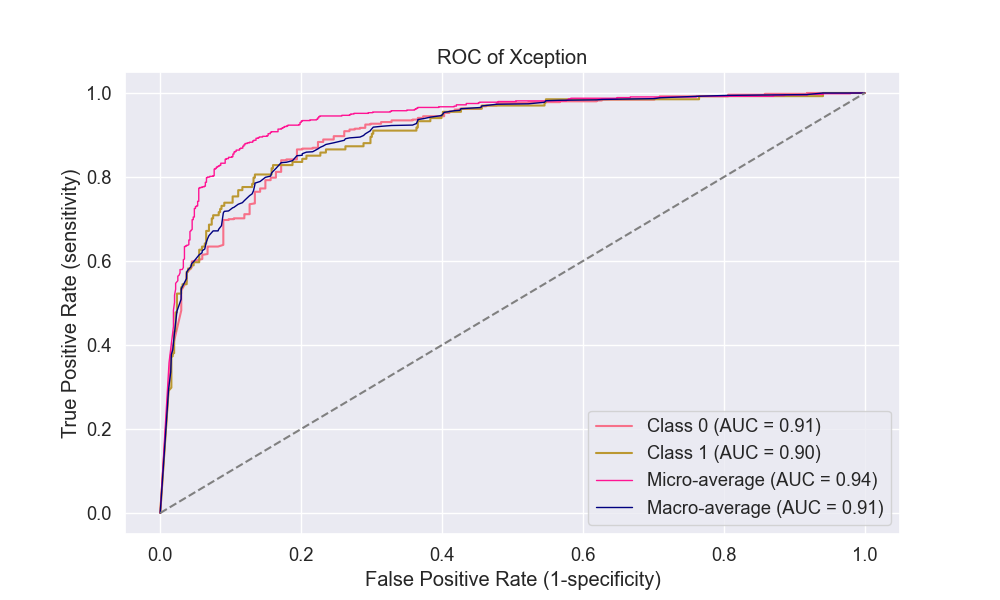 ROC of Xception
True Positive Rate (sensitivity)
1.0
0.8
0.6
0.4
0.2
0.0
Class 0 (AUC = 0.91)
Class 1 (AUC = 0.90)
Micro-average (AUC = 0.94)
Macro-average (AUC = 0.91)
0.0 0.2 0.4 0.6 0.8 1.0
False Positive Rate (1-specificity)